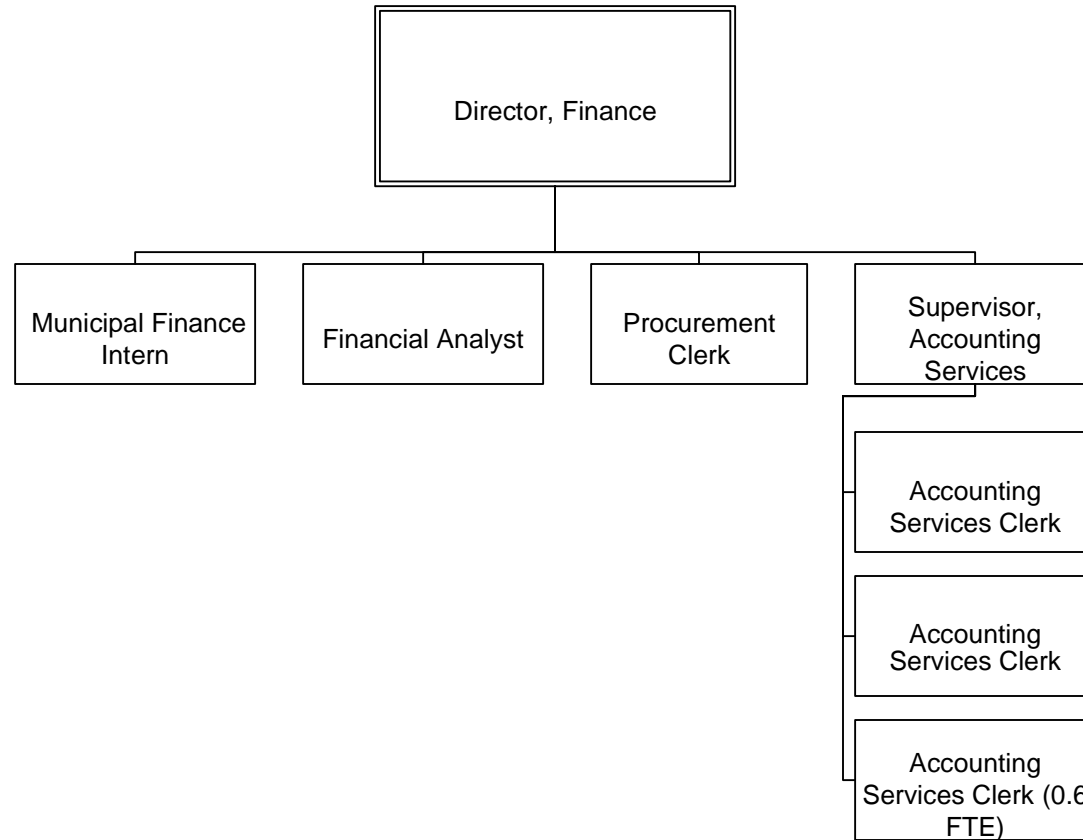 Director, Finance
Municipal Finance
Intern
Financial Analyst
Procurement
Clerk
Supervisor,
Accounting
Services
Accounting
Services Clerk
Accounting
Services Clerk
Accounting
Services Clerk (0.6
FTE)